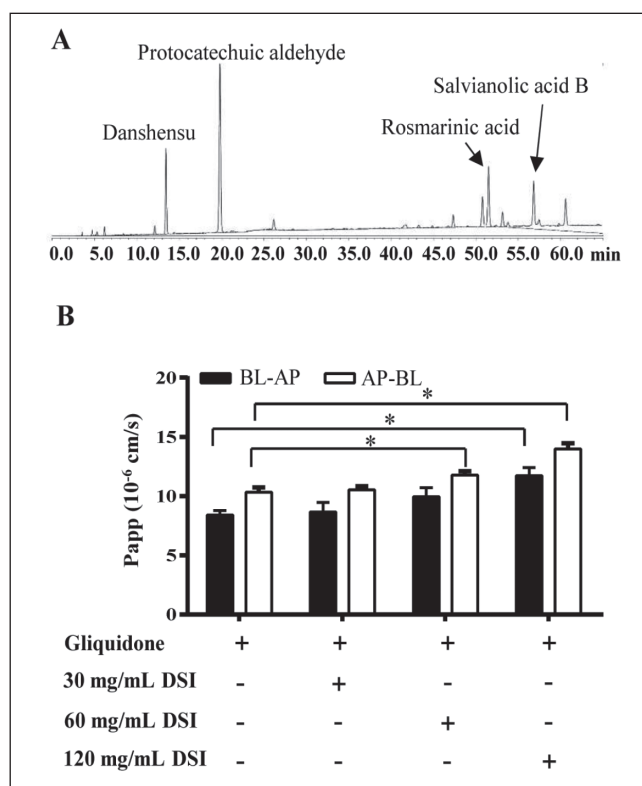 A
Protocatechuic aldehyde
Salvianolic acid B
Rosmarinic acid
Danshensu
0.0 5.0 10.0 15.0 20.0 25.0 30.0 35.0 40.0 45.0 50.0 55.0 60.0 min
B
BL-AP AP-BL
20
15
10
5
0
Papp (10⁻⁶ cm/s)
*
*
*
Gliquidone + + + +
30 mg/mL DSI - + - -
60 mg/mL DSI - - + -
120 mg/mL DSI - - - +